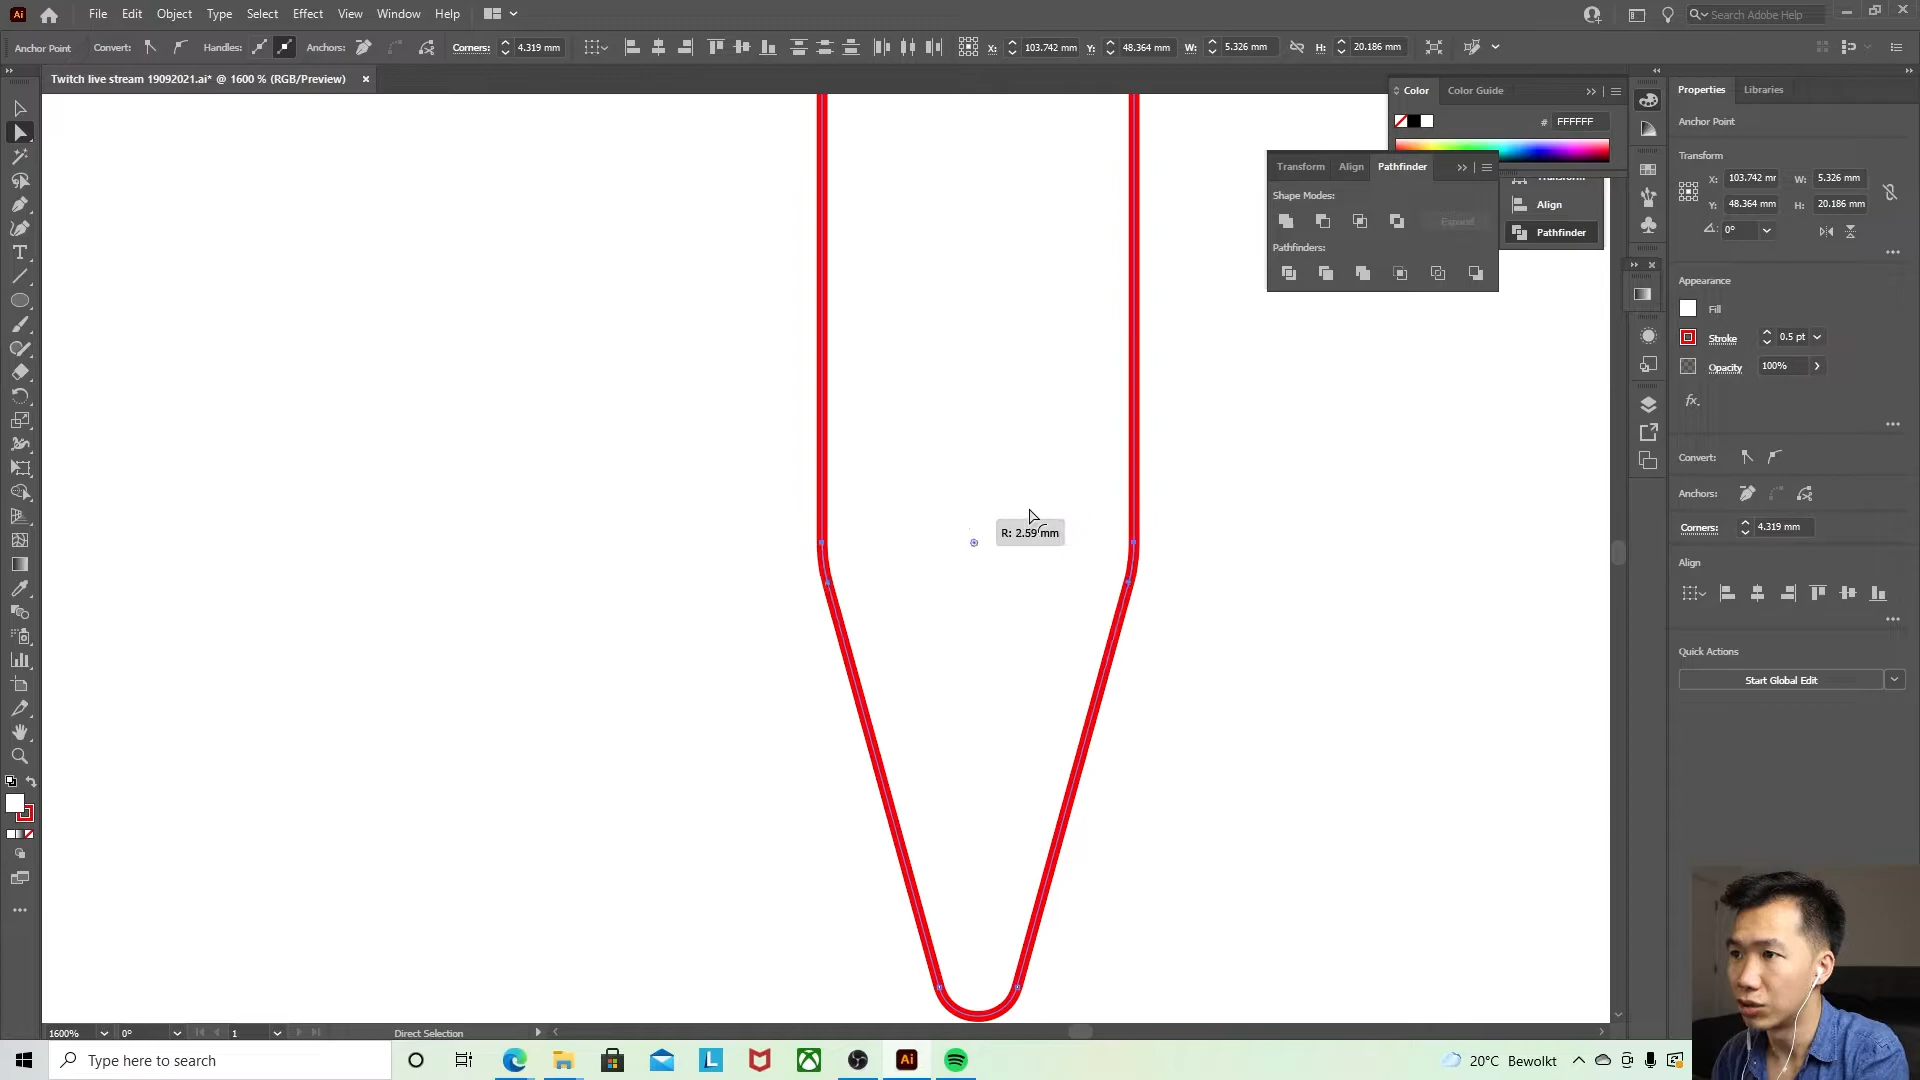 Ai File Edit Object Type Select Effect View Window Help Search Adobe Help
Anchor Point Convert: Handles: Anchors: Corners: 4.319 mm X: 103.742 mm Y: 48.364 mm W: 5.326 mm H: 20.186 mm
Twitch live stream 19092021.ai* @ 1600 % (RGB/Preview)
Color Color Guide
# FFFFFF
Transform Align Pathfinder
Shape Modes:
Expand
Pathfinders:
Transform
Align
Pathfinder
Properties Libraries
Anchor Point
Transform
X: 103.742 mr W: 5.326 mm
Y: 48.364 mm H: 20.186 mm
0°
Appearance
Fill
Stroke 0.5 pt
Opacity 100%
fx.
Convert:
Anchors:
Corners: 4.319 mm
Align
Quick Actions
Start Global Edit
R: 2.59 mm
1600% 0° 1 Direct Selection
Type here to search
L
Ai
20°C Bewolkt